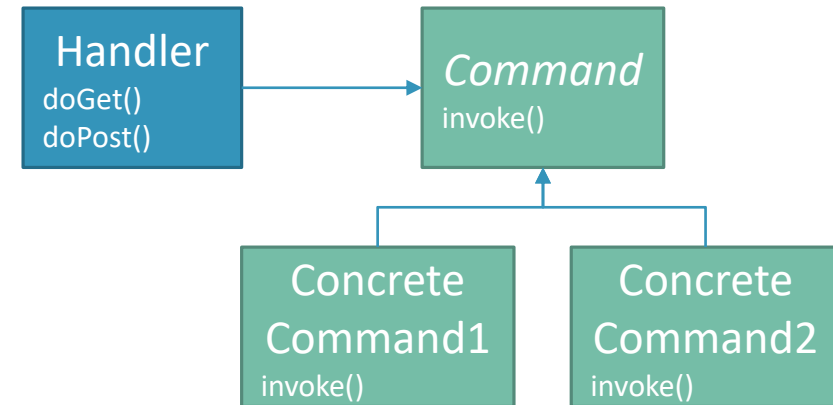 Handler
doGet()
doPost()
Command
invoke()
Concrete
Command1
invoke()
Concrete
Command2
invoke()